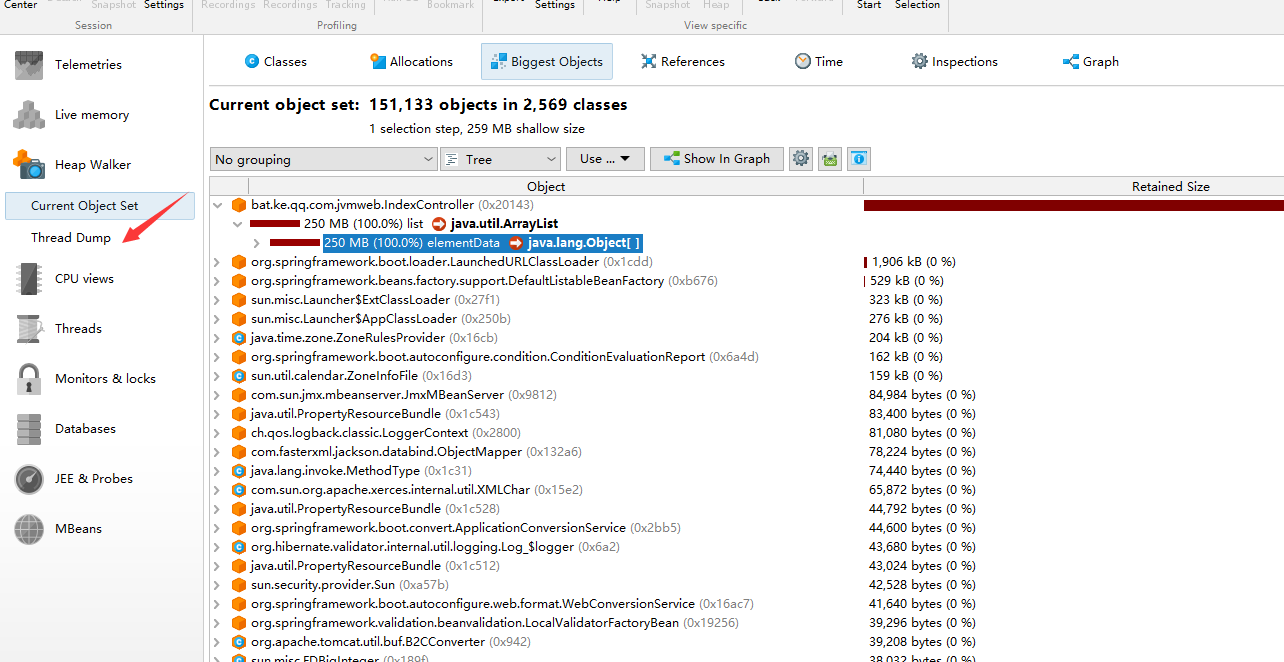 Center Snapshot Settings Recordings Recordings Tracking Bookmark Export Settings Help Snapshot Heap Back Forward Start Selection
Session Profiling View specific
Telemetries
Live memory
Heap Walker
Current Object Set
Thread Dump
CPU views
Threads
Monitors & locks
Databases
JEE & Probes
MBeans
Classes Allocations Biggest Objects References Time Inspections Graph
Current object set: 151,133 objects in 2,569 classes
1 selection step, 259 MB shallow size
No grouping Tree Use ... Show In Graph
Object Retained Size
bat.ke.qq.com.jvmweb.IndexController (0x20143)
250 MB (100.0%) list java.util.ArrayList
250 MB (100.0%) elementData java.lang.Object[ ]
org.springframework.boot.loader.LaunchedURLClassLoader (0x1cdd) 1,906 kB (0 %)
org.springframework.beans.factory.support.DefaultListableBeanFactory (0xb676) 529 kB (0 %)
sun.misc.Launcher$ExtClassLoader (0x27f1) 323 kB (0 %)
sun.misc.Launcher$AppClassLoader (0x250b) 276 kB (0 %)
java.time.zone.ZoneRulesProvider (0x16cb) 204 kB (0 %)
org.springframework.boot.autoconfigure.condition.ConditionEvaluationReport (0x6a4d) 162 kB (0 %)
sun.util.calendar.ZoneInfoFile (0x16d3) 159 kB (0 %)
com.sun.jmx.mbeanserver.JmxMBeanServer (0x9812) 84,984 bytes (0 %)
java.util.PropertyResourceBundle (0x1c543) 83,400 bytes (0 %)
ch.qos.logback.classic.LoggerContext (0x2800) 81,080 bytes (0 %)
com.fasterxml.jackson.databind.ObjectMapper (0x132a6) 78,224 bytes (0 %)
java.lang.invoke.MethodType (0x1c31) 74,440 bytes (0 %)
com.sun.org.apache.xerces.internal.util.XMLChar (0x15e2) 65,872 bytes (0 %)
java.util.PropertyResourceBundle (0x1c528) 44,792 bytes (0 %)
org.springframework.boot.convert.ApplicationConversionService (0x2bb5) 44,600 bytes (0 %)
org.hibernate.validator.internal.util.logging.Log_$logger (0x6a2) 43,680 bytes (0 %)
java.util.PropertyResourceBundle (0x1c512) 43,024 bytes (0 %)
sun.security.provider.Sun (0xa57b) 42,528 bytes (0 %)
org.springframework.boot.autoconfigure.web.format.WebConversionService (0x16ac7) 41,640 bytes (0 %)
org.springframework.validation.beanvalidation.LocalValidatorFactoryBean (0x19256) 39,296 bytes (0 %)
org.apache.tomcat.util.buf.B2CConverter (0x942) 39,208 bytes (0 %)
sun.misc.FDBigInteger (0x189f) 38,032 bytes (0 %)